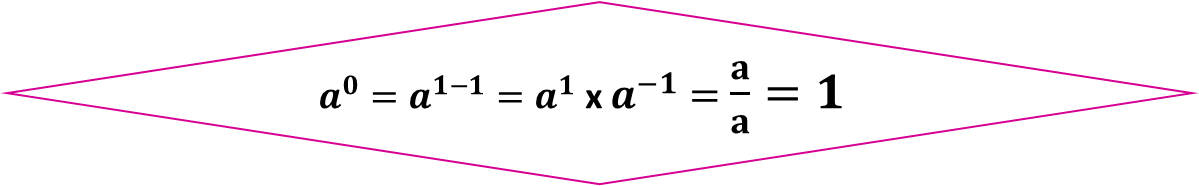 a⁰ = a¹⁻¹ = a¹ x a⁻¹ = a/a = 1